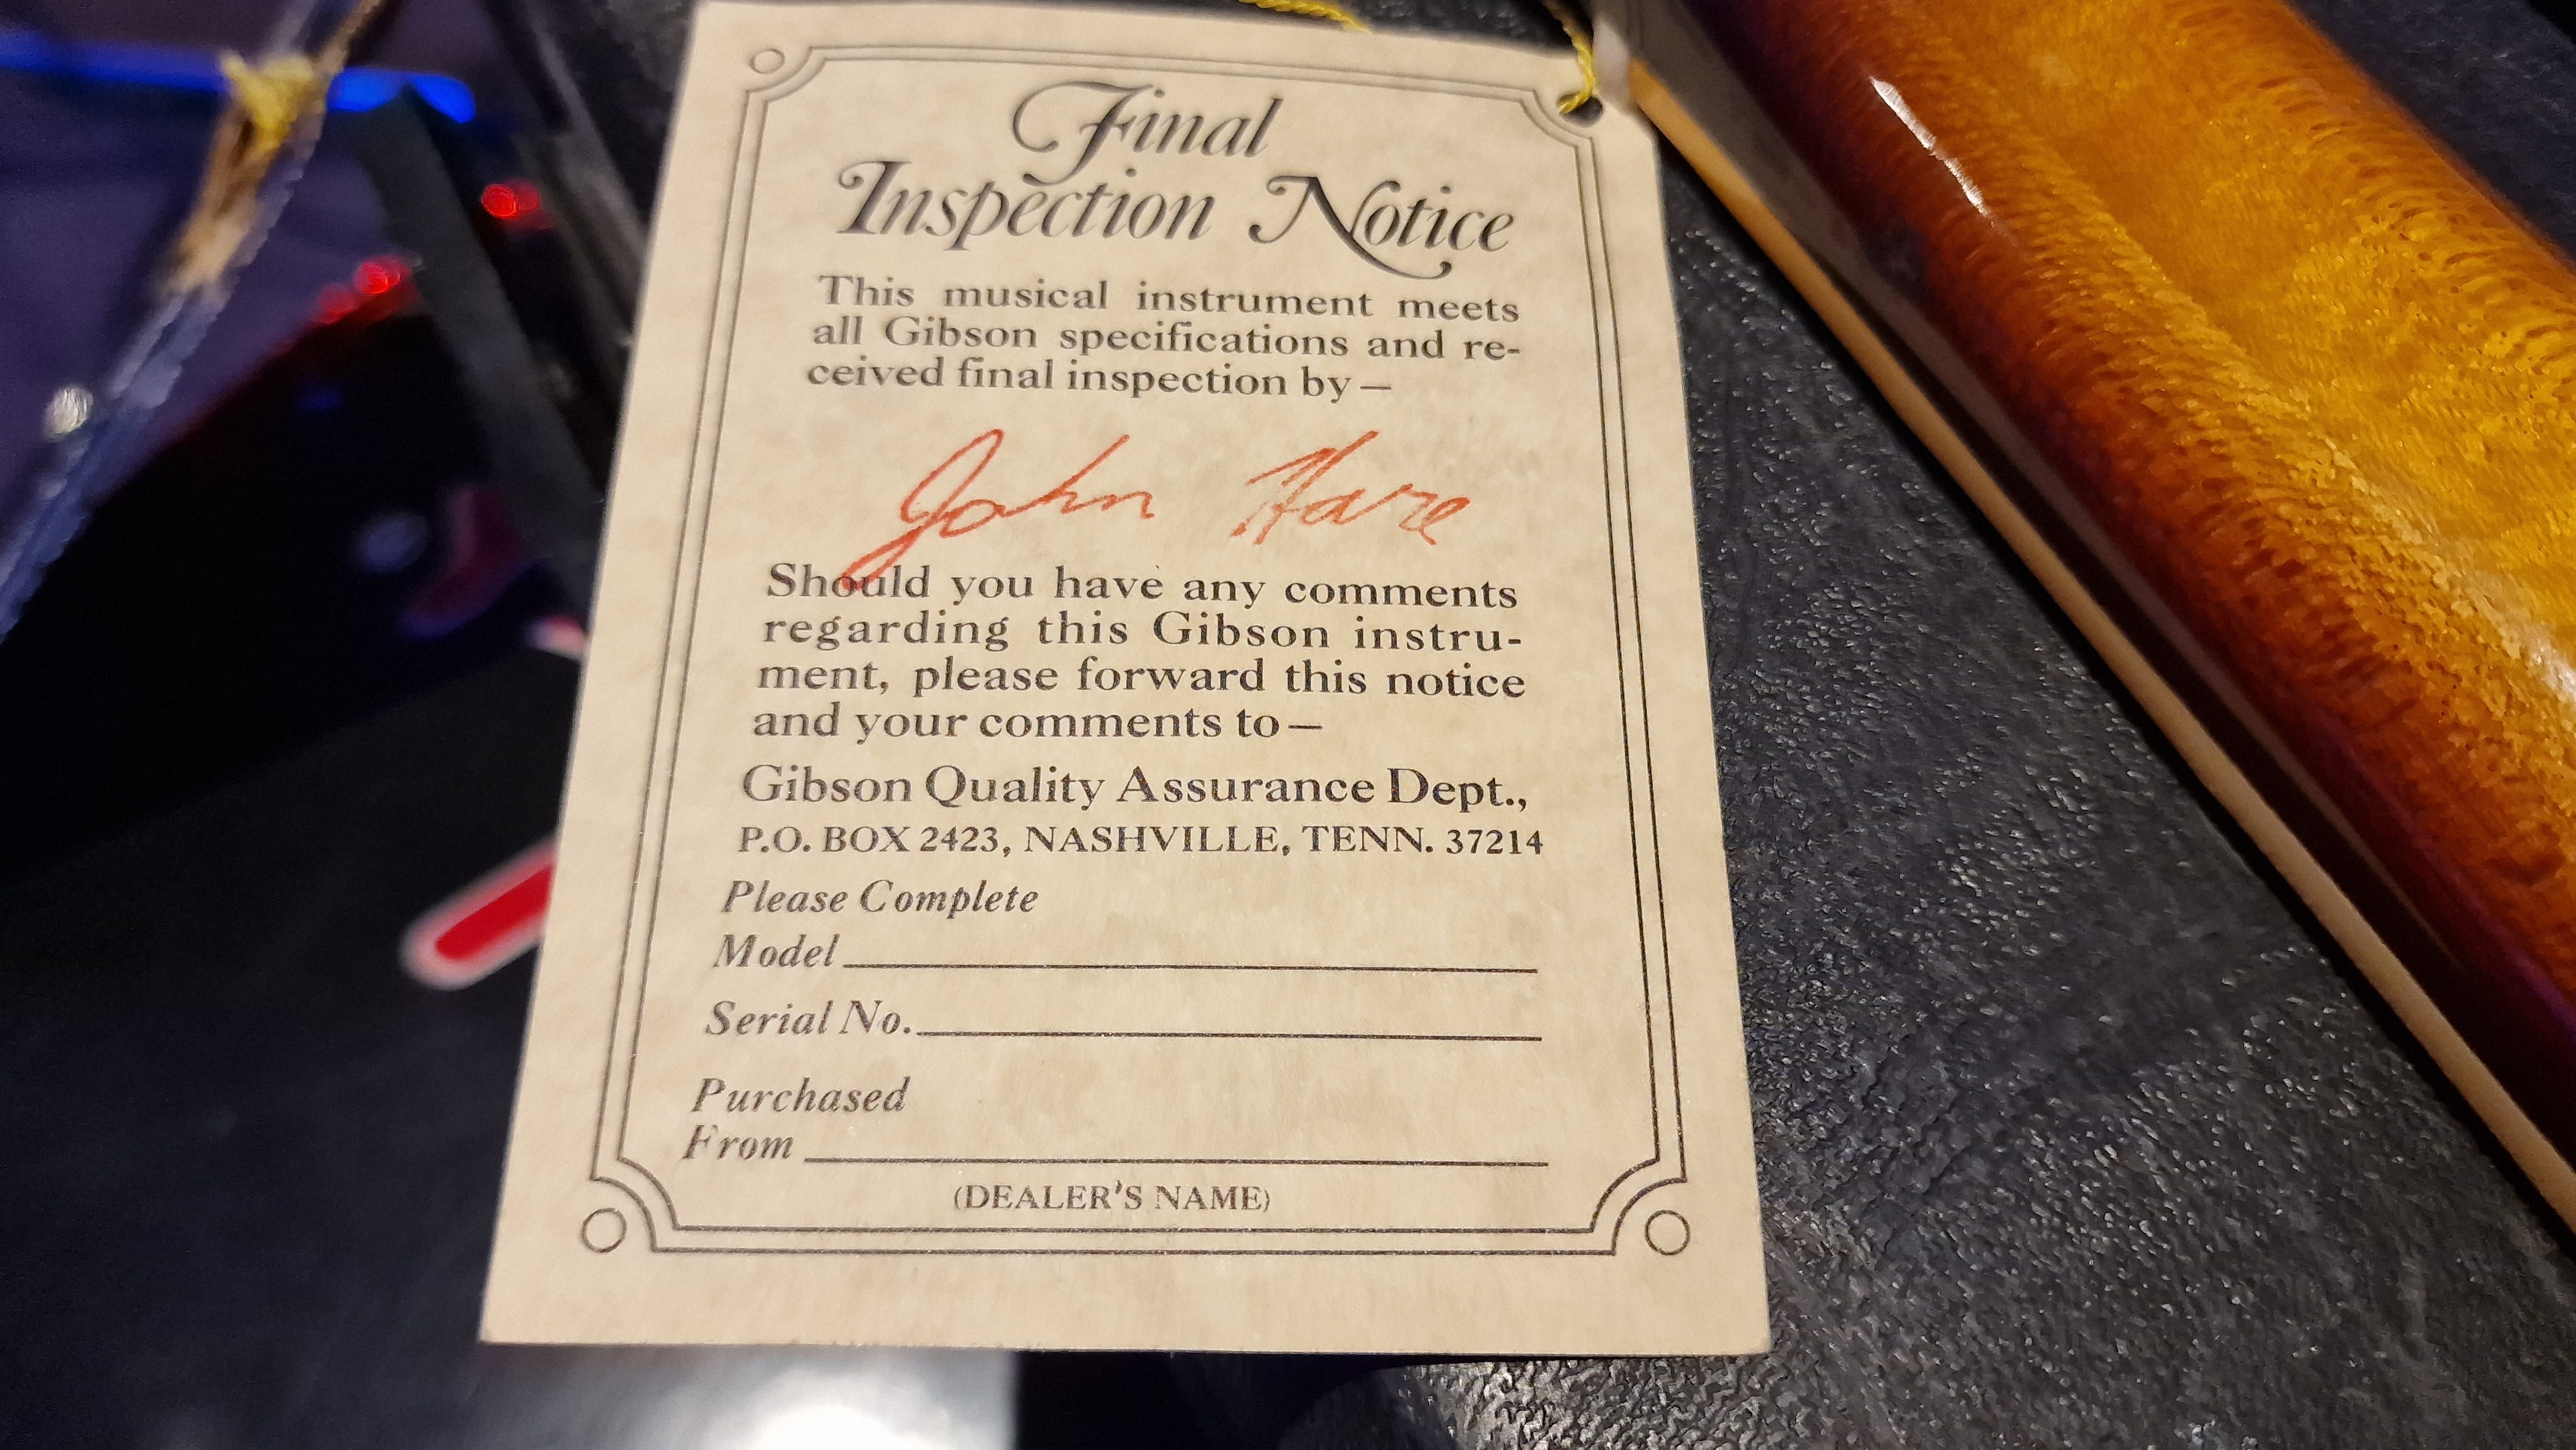 Final
Inspection Notice
This musical instrument meets
all Gibson specifications and re-
ceived final inspection by—
John Hare
Should you have any comments
regarding this Gibson instru-
ment, please forward this notice
and your comments to—
Gibson Quality Assurance Dept.,
P.O. BOX 2423, NASHVILLE, TENN. 37214
Please Complete
Model
Serial No.
Purchased
From
(DEALER'S NAME)